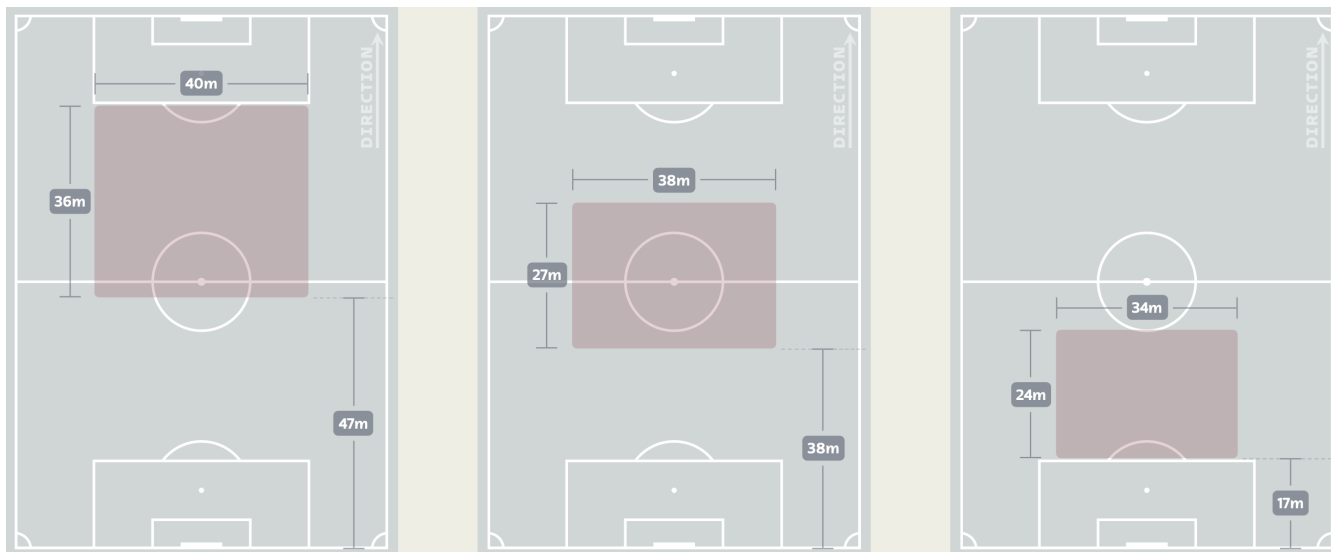 DIRECTION
40m
36m
47m
DIRECTION
38m
27m
38m
DIRECTION
34m
24m
17m